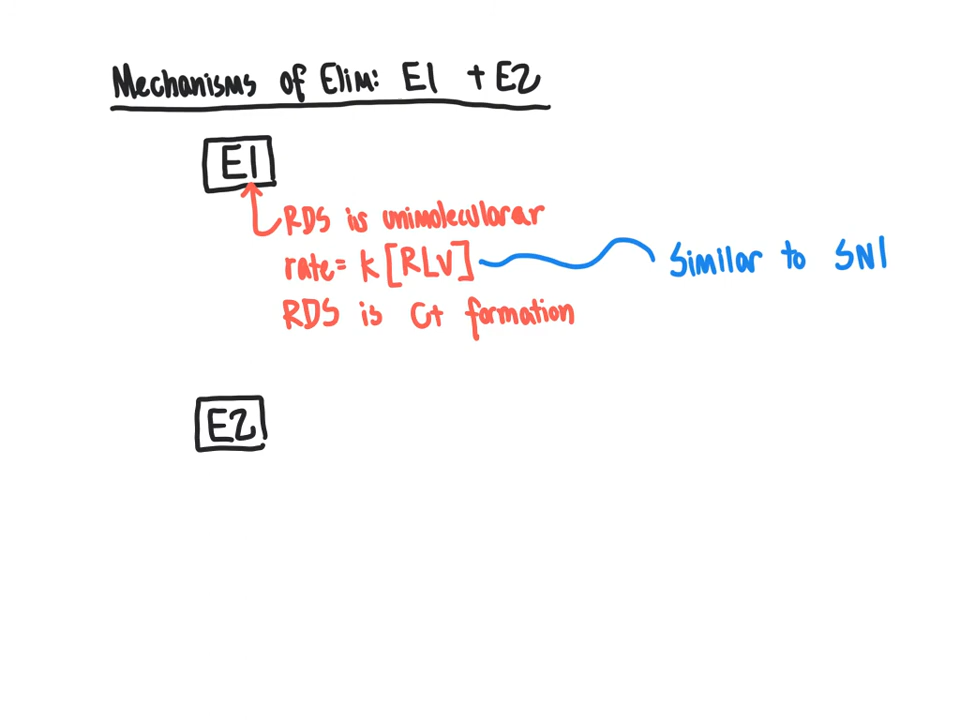 Mechanisms of Elim: E1 + E2
E1
RDS is unimolecularar
rate= k[RLV]
Similar to SN1
RDS is C+ formation
E2